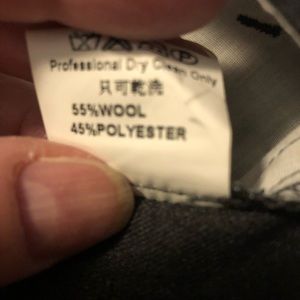 Professional Dry Clean Only
只可乾洗
55%WOOL
45%POLYESTER